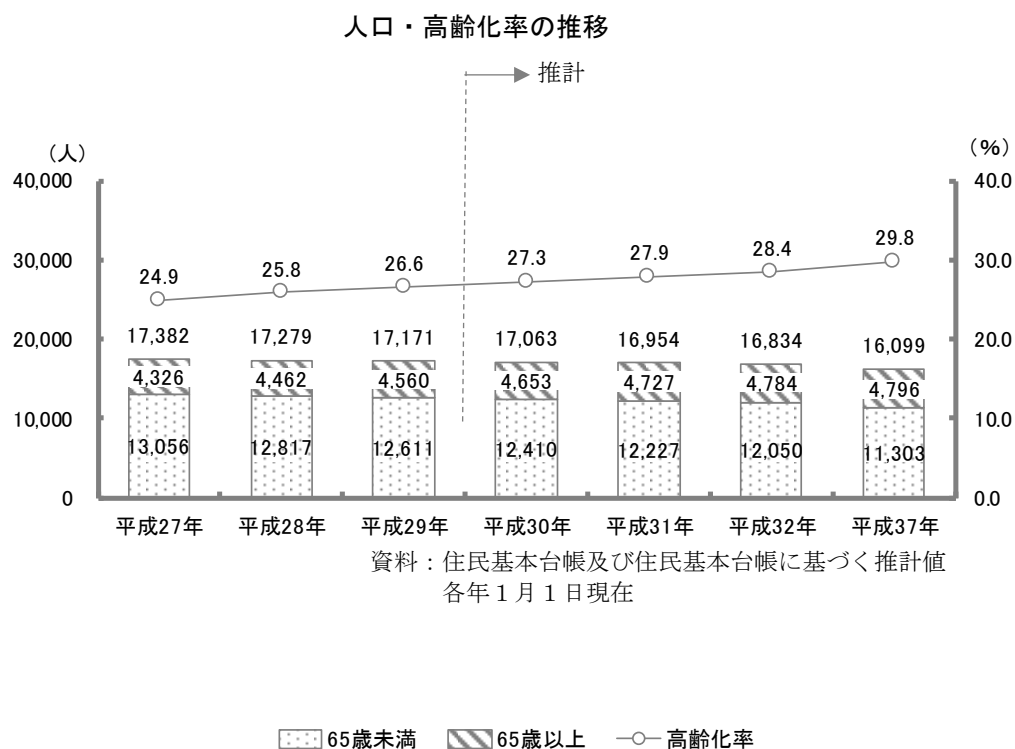 人口・高齢化率の推移
推計
（人）
（％）
40,000
40.0
24.9 25.8 26.6 27.3 27.9 28.4 29.8
30,000
30.0
17,382 17,279 17,171 17,063 16,954 16,834 16,099
20,000
20.0
4,326 4,462 4,560 4,653 4,727 4,784 4,796
10,000
10.0
13,056 12,817 12,611 12,410 12,227 12,050 11,303
0
0.0
平成27年 平成28年 平成29年 平成30年 平成31年 平成32年 平成37年
資料：住民基本台帳及び住民基本台帳に基づく推計値
各年１月１日現在
65歳未満 65歳以上 高齢化率